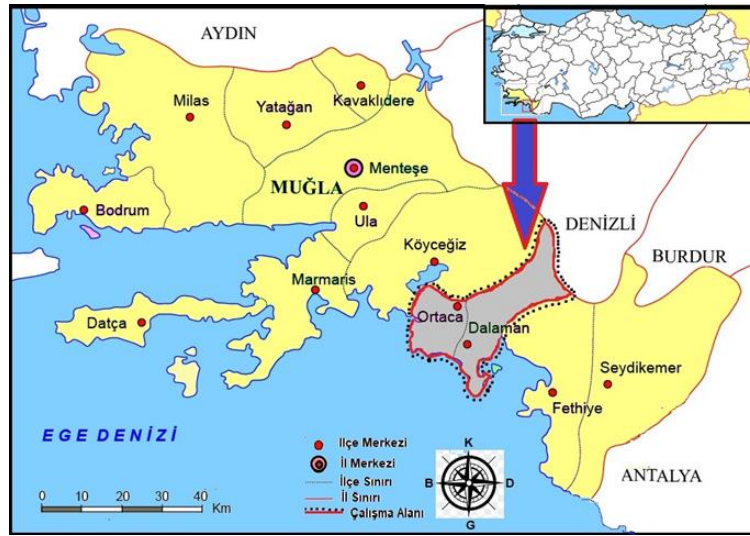 AYDIN
Milas
Yatağan
Kavaklıdere
Menteşe
MUĞLA
Bodrum
Ula
DENİZLİ
Köyceğiz
BURDUR
Marmaris
Datça
Ortaca
Dalaman
Seydikemer
Fethiye
EGE DENİZİ
ANTALYA
İlçe Merkezi
İl Merkezi
İlçe Sınırı
İl Sınırı
Çalışma Alanı
K
B
D
G
0 10 20 30 40
Km